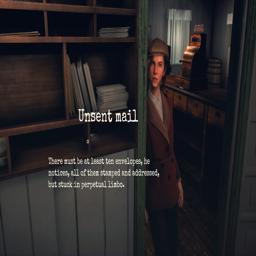 Unsent mail
There must be at least ten envelopes, he
notices, all of them stamped and addressed,
but stuck in perpetual limbo.